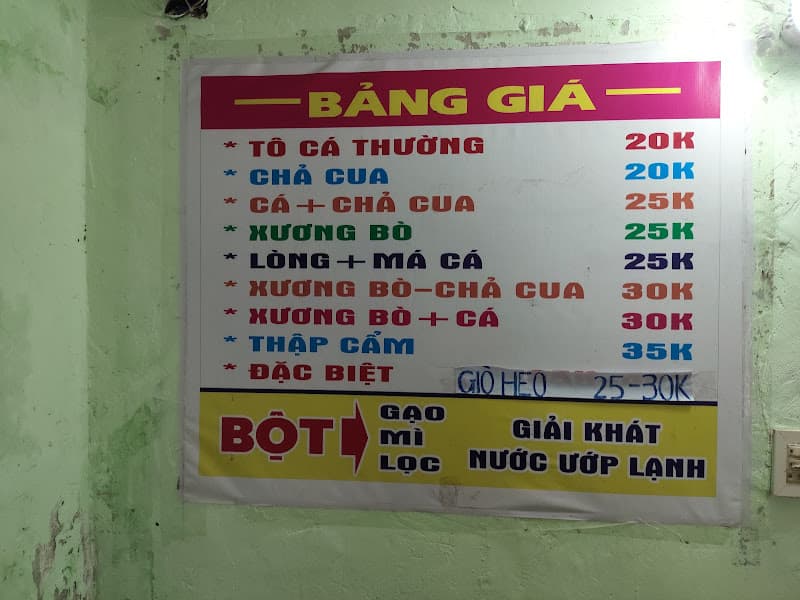 BẢNG GIÁ
* TÔ CÁ THƯỜNG 20K
* CHẢ CUA 20K
* CÁ+CHẢ CUA 25K
* XƯƠNG BÒ 25K
* LÒNG+MÁ CÁ 25K
* XƯƠNG BÒ-CHẢ CUA 30K
* XƯƠNG BÒ+CÁ 30K
* THẬP CẨM 35K
* ĐẶC BIỆT
GIÒ HEO 25-30K
BỘT
GẠO
MÌ
LỌC
GIẢI KHÁT
NƯỚC ƯỚP LẠNH